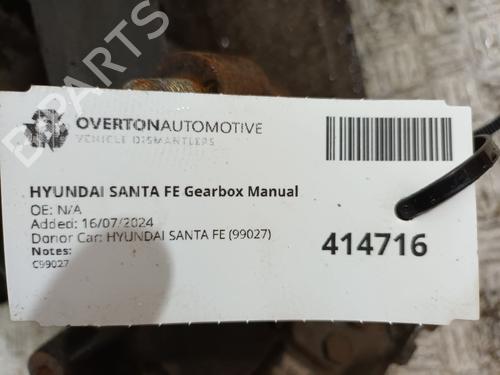 B-PARTS
OVERTONAUTOMOTIVE
VEHICLE DISMANTLERS
HYUNDAI SANTA FE Gearbox Manual
OE: N/A
Added: 16/07/2024
Donor Car: HYUNDAI SANTA FE (99027)
Notes:
C99027
414716